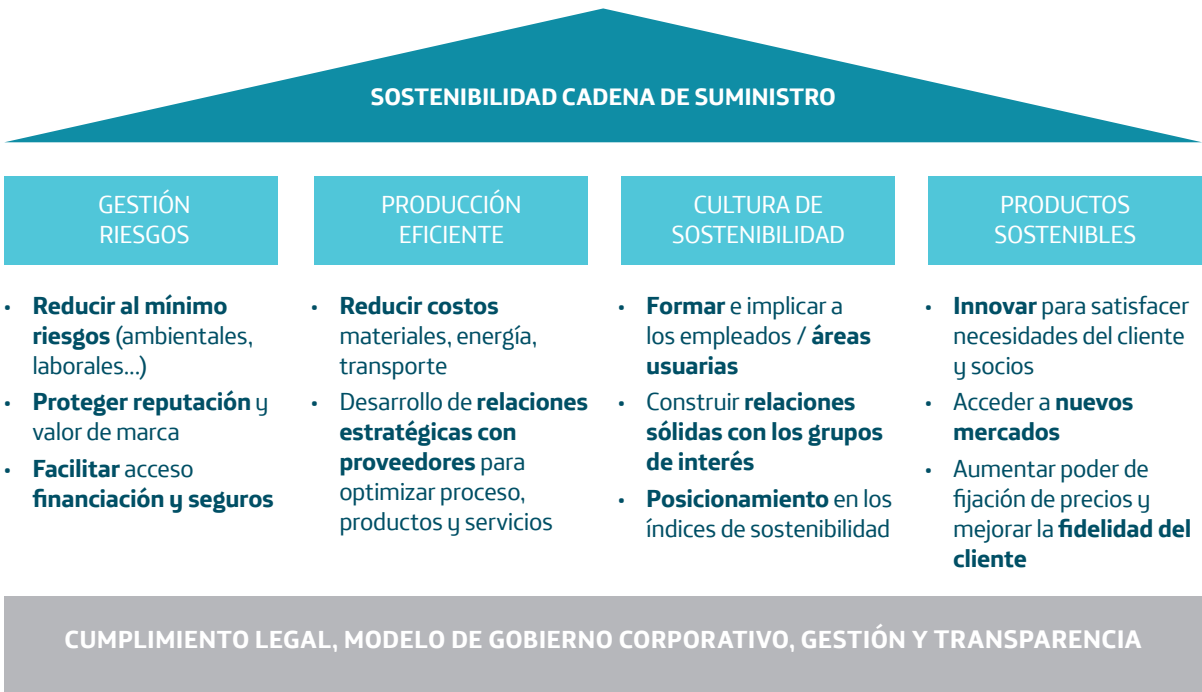 SOSTENIBILIDAD CADENA DE SUMINISTRO
GESTIÓN
RIESGOS
• Reducir al mínimo
riesgos (ambientales,
laborales...)
• Proteger reputación y
valor de marca
• Facilitar acceso
financiación y seguros
PRODUCCIÓN
EFICIENTE
• Reducir costos
materiales, energía,
transporte
• Desarrollo de relaciones
estratégicas con
proveedores para
optimizar proceso,
productos y servicios
CULTURA DE
SOSTENIBILIDAD
• Formar e implicar a
los empleados / áreas
usuarias
• Construir relaciones
sólidas con los grupos
de interés
• Posicionamiento en los
índices de sostenibilidad
PRODUCTOS
SOSTENIBLES
• Innovar para satisfacer
necesidades del cliente
y socios
• Acceder a nuevos
mercados
• Aumentar poder de
fijación de precios y
mejorar la fidelidad del
cliente
CUMPLIMIENTO LEGAL, MODELO DE GOBIERNO CORPORATIVO, GESTIÓN Y TRANSPARENCIA